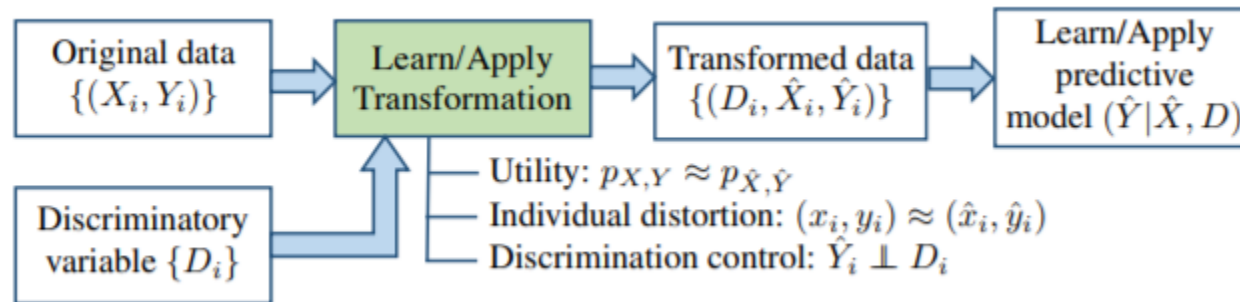 Original data
{(X_i, Y_i)}
Learn/Apply
Transformation
Transformed data
{(D_i, X̂_i, Ŷ_i)}
Learn/Apply
predictive
model (Ŷ|X̂, D)
Discriminatory
variable {D_i}
Utility: p_{X,Y} ≈ p_{X̂,Ŷ}
Individual distortion: (x_i, y_i) ≈ (x̂_i, ŷ_i)
Discrimination control: Ŷ_i ⫫ D_i